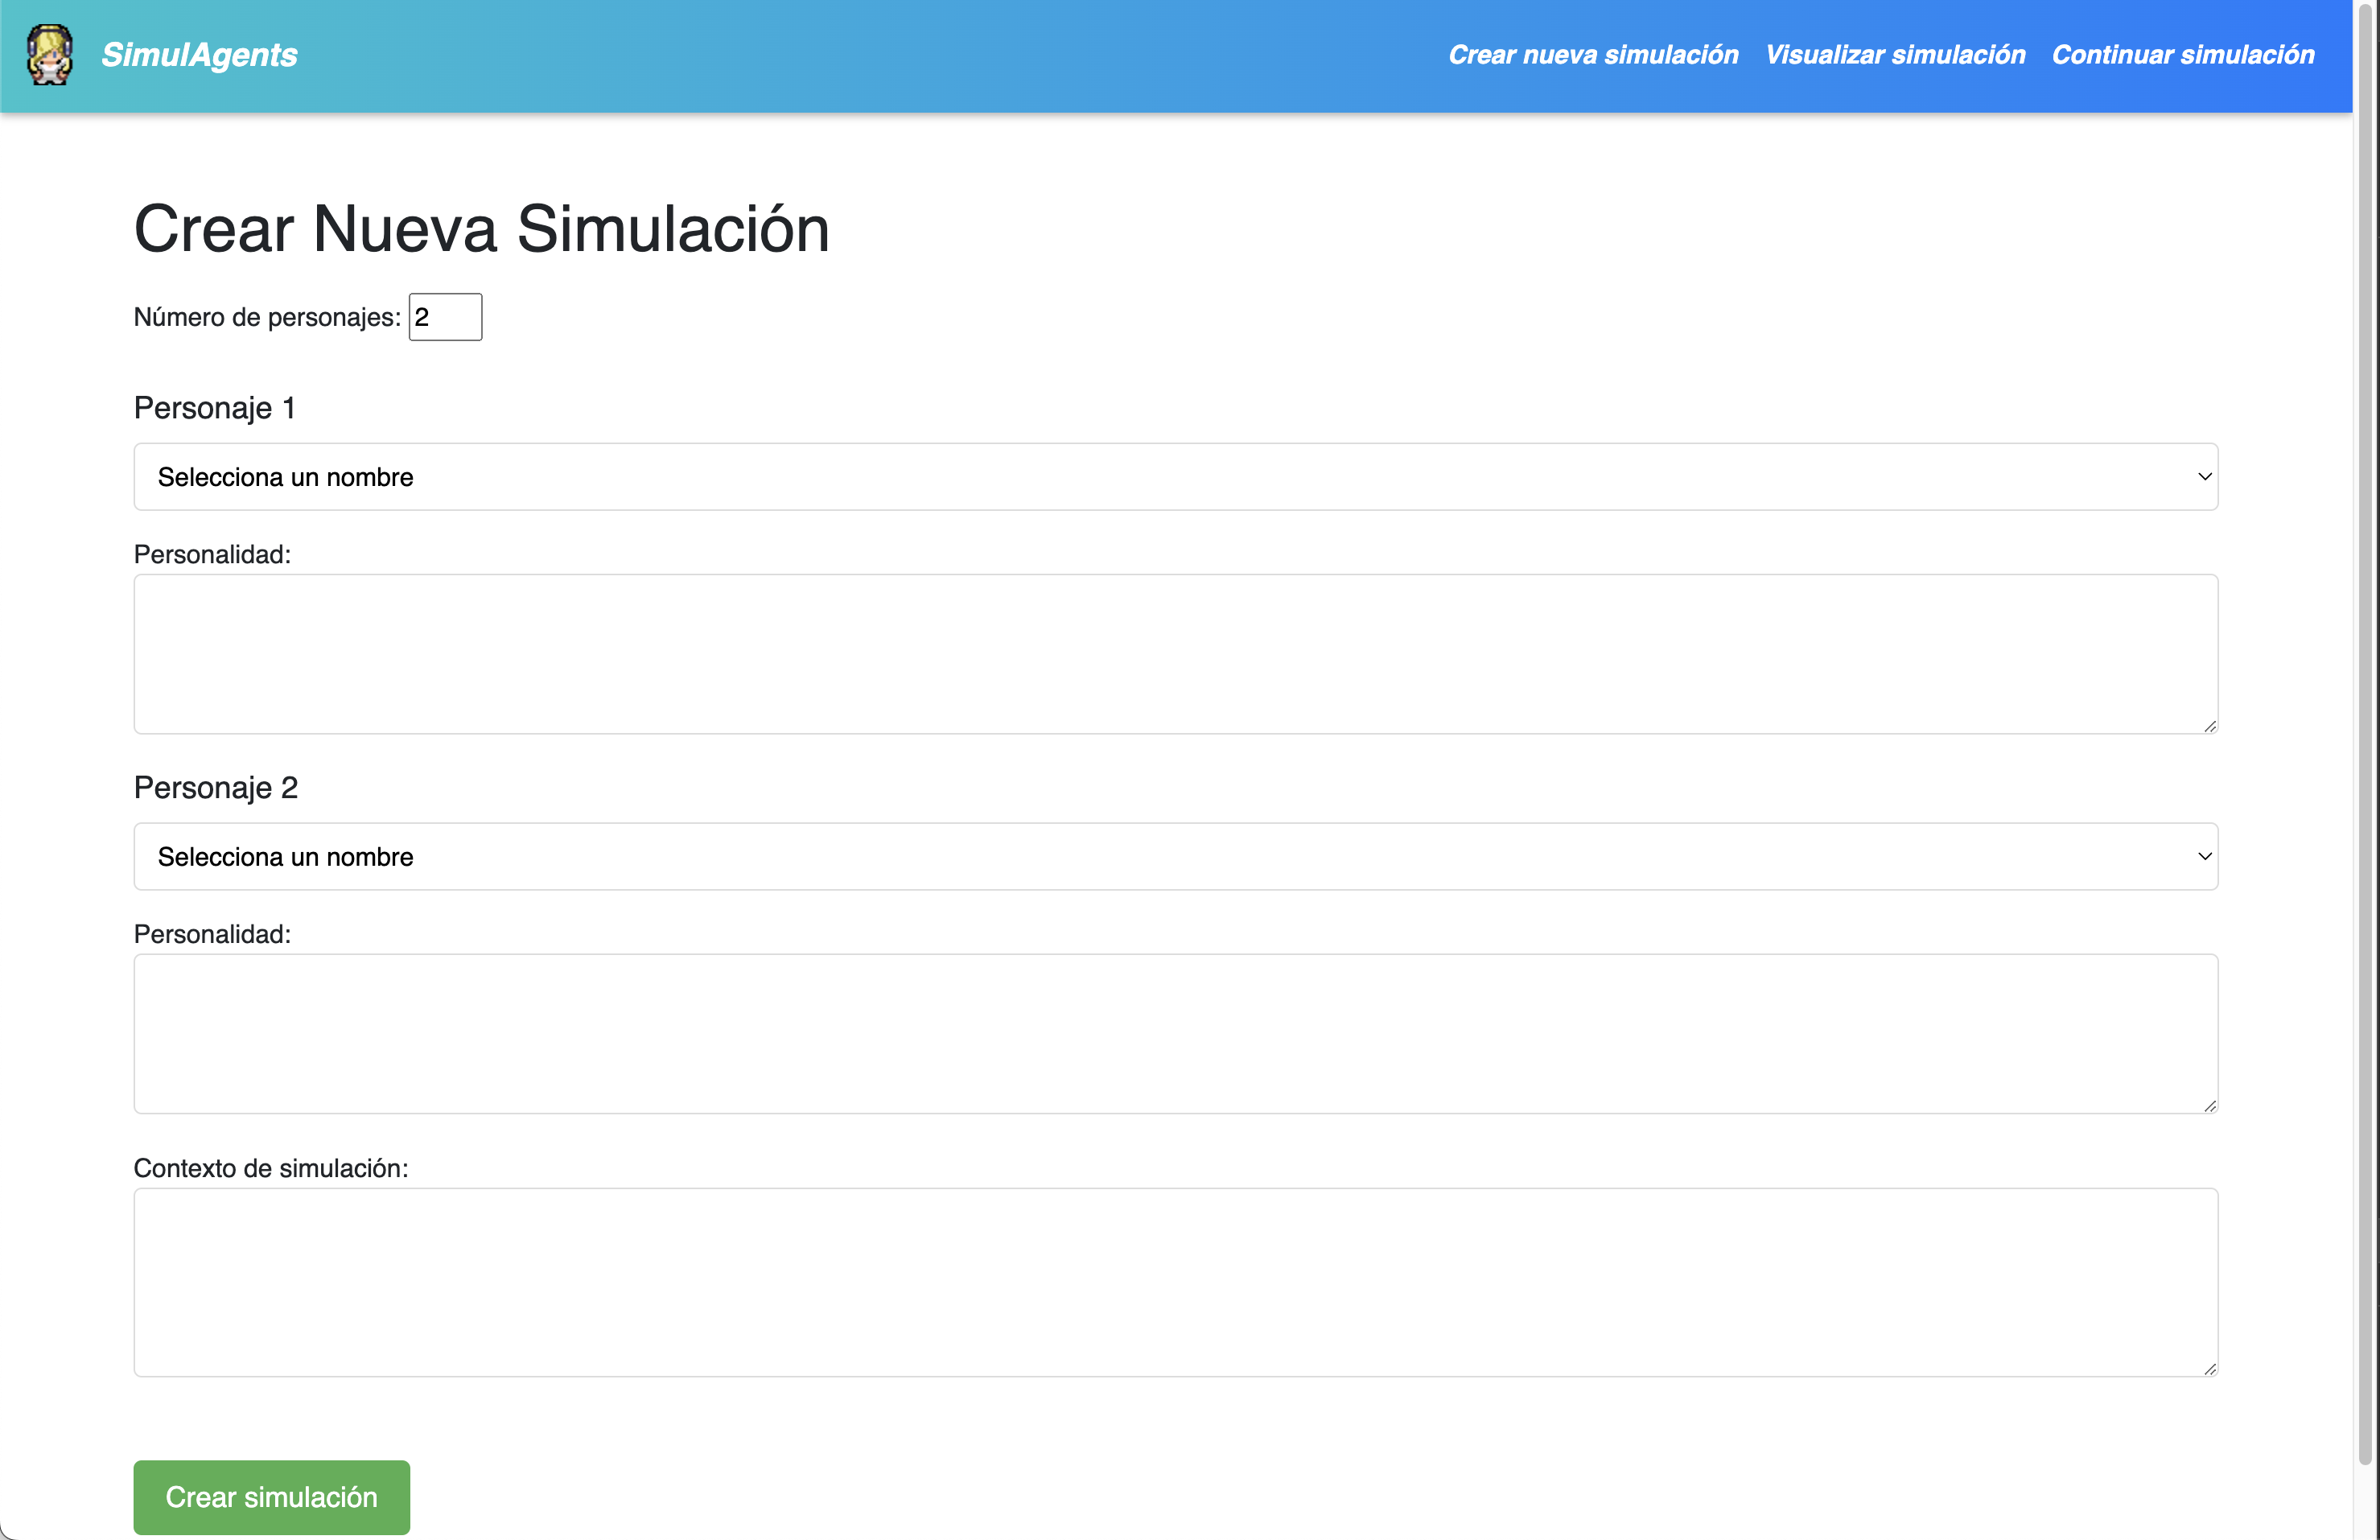 SimulAgents
Crear nueva simulación Visualizar simulación Continuar simulación
Crear Nueva Simulación
Número de personajes: 2
Personaje 1
Selecciona un nombre
Personalidad:
Personaje 2
Selecciona un nombre
Personalidad:
Contexto de simulación:
Crear simulación